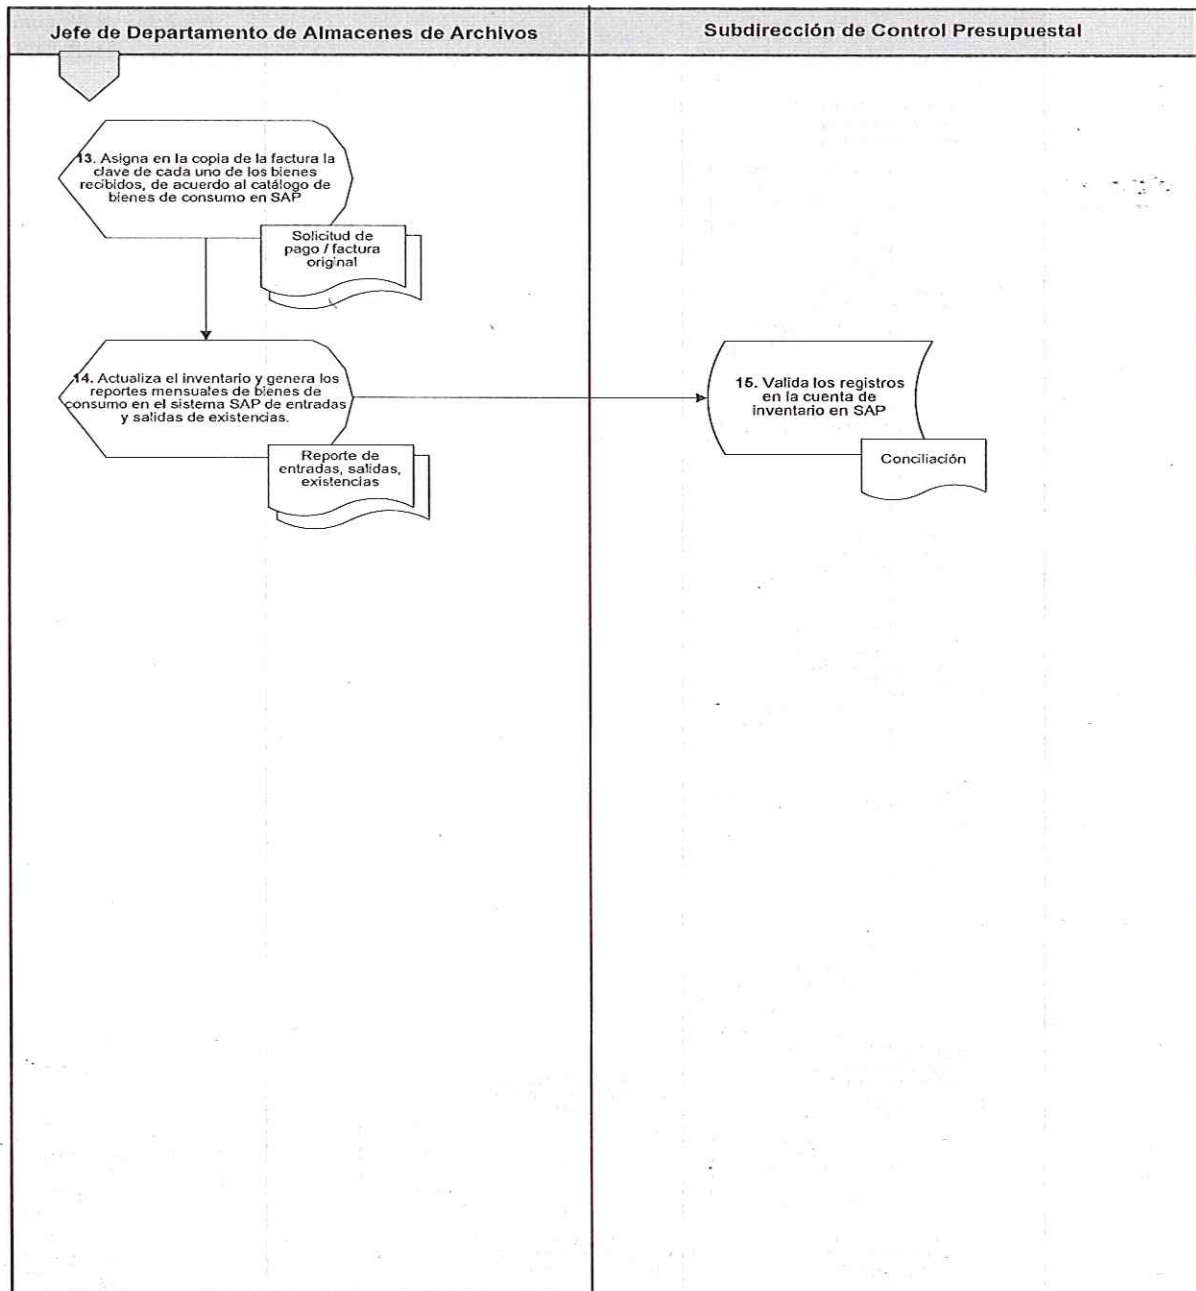 Jefe de Departamento de Almacenes de Archivos
Subdirección de Control Presupuestal
13. Asigna en la copia de la factura la
clave de cada uno de los bienes
recibidos, de acuerdo al catálogo de
bienes de consumo en SAP
Solicitud de
pago / factura
original
14. Actualiza el inventario y genera los
reportes mensuales de bienes de
consumo en el sistema SAP de entradas
y salidas de existencias.
Reporte de
entradas, salidas,
existencias
15. Valida los registros
en la cuenta de
inventario en SAP
Conciliación